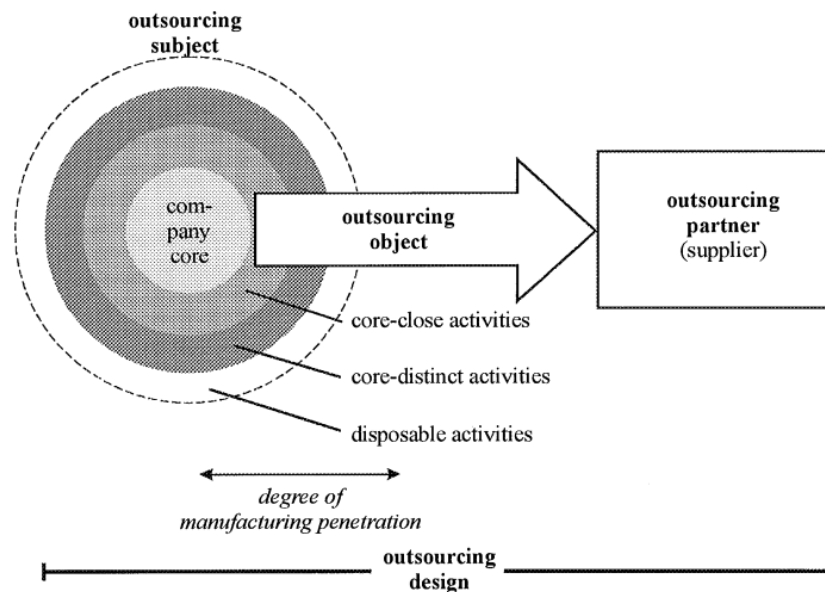 outsourcing
subject
com-
pany
core
outsourcing
object
outsourcing
partner
(supplier)
core-close activities
core-distinct activities
disposable activities
degree of
manufacturing penetration
outsourcing
design